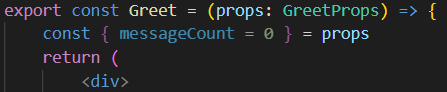 export const Greet = (props: GreetProps) => {
const { messageCount = 0 } = props
return (
<div>